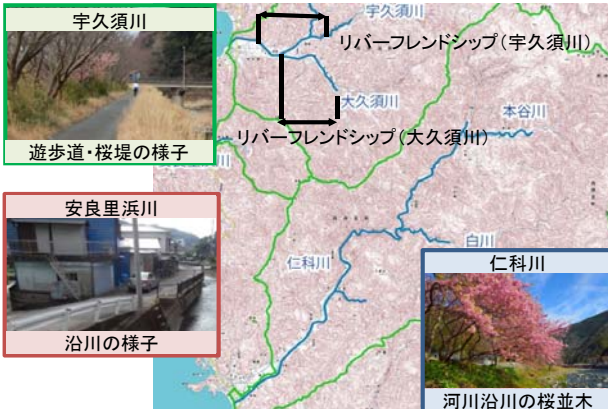 宇久須川
遊歩道・桜堤の様子
宇久須川
リバーフレンドシップ(宇久須川)
大久須川
リバーフレンドシップ(大久須川)
本谷川
安良里浜川
沿川の様子
仁科川
白川
仁科川
河川沿川の桜並木